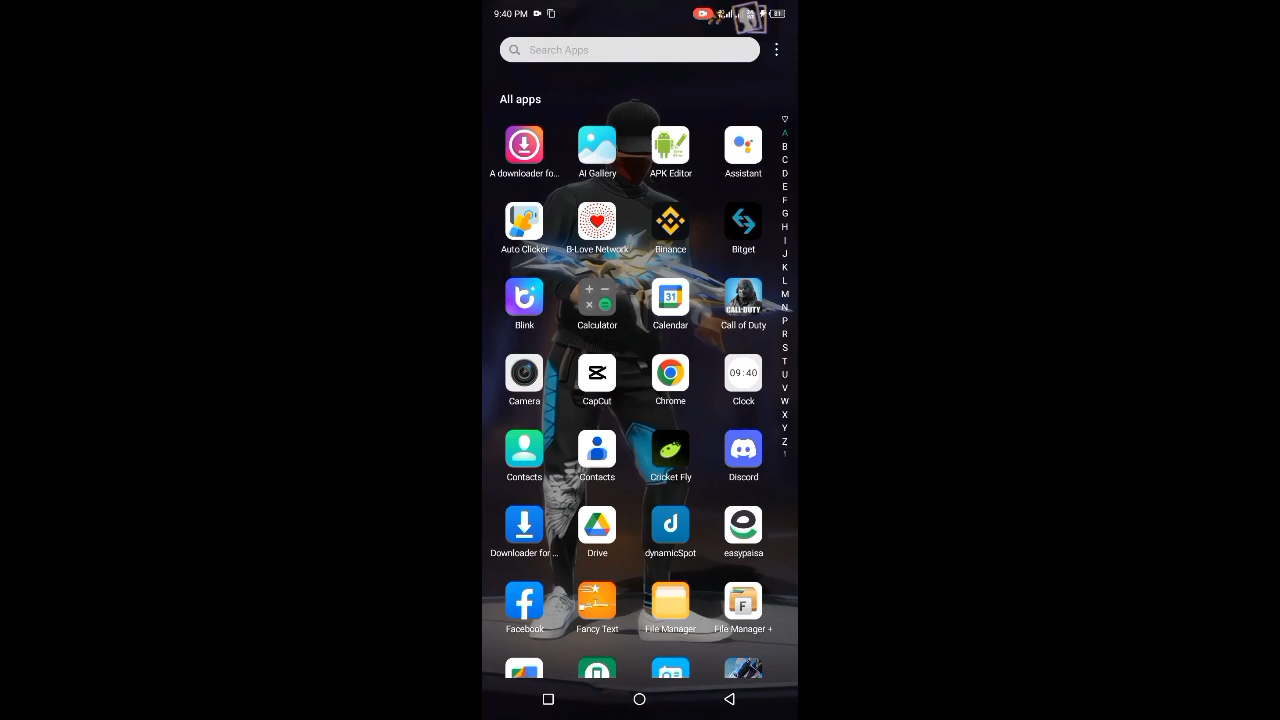 9:40 PM 81
Search Apps
All apps
A downloader fo... AI Gallery APK Editor Assistant
Auto Clicker B-Love Network Binance Bitget
31 CALL·DUTY
Blink Calculator Calendar Call of Duty
09:40
Camera CapCut Chrome Clock
Contacts Contacts Cricket Fly Discord
Downloader for ... Drive dynamicSpot easypaisa
F
Facebook Fancy Text File Manager File Manager +
A
B
C
D
E
F
G
H
I
J
K
L
M
N
P
R
S
T
U
V
W
X
Y
Z